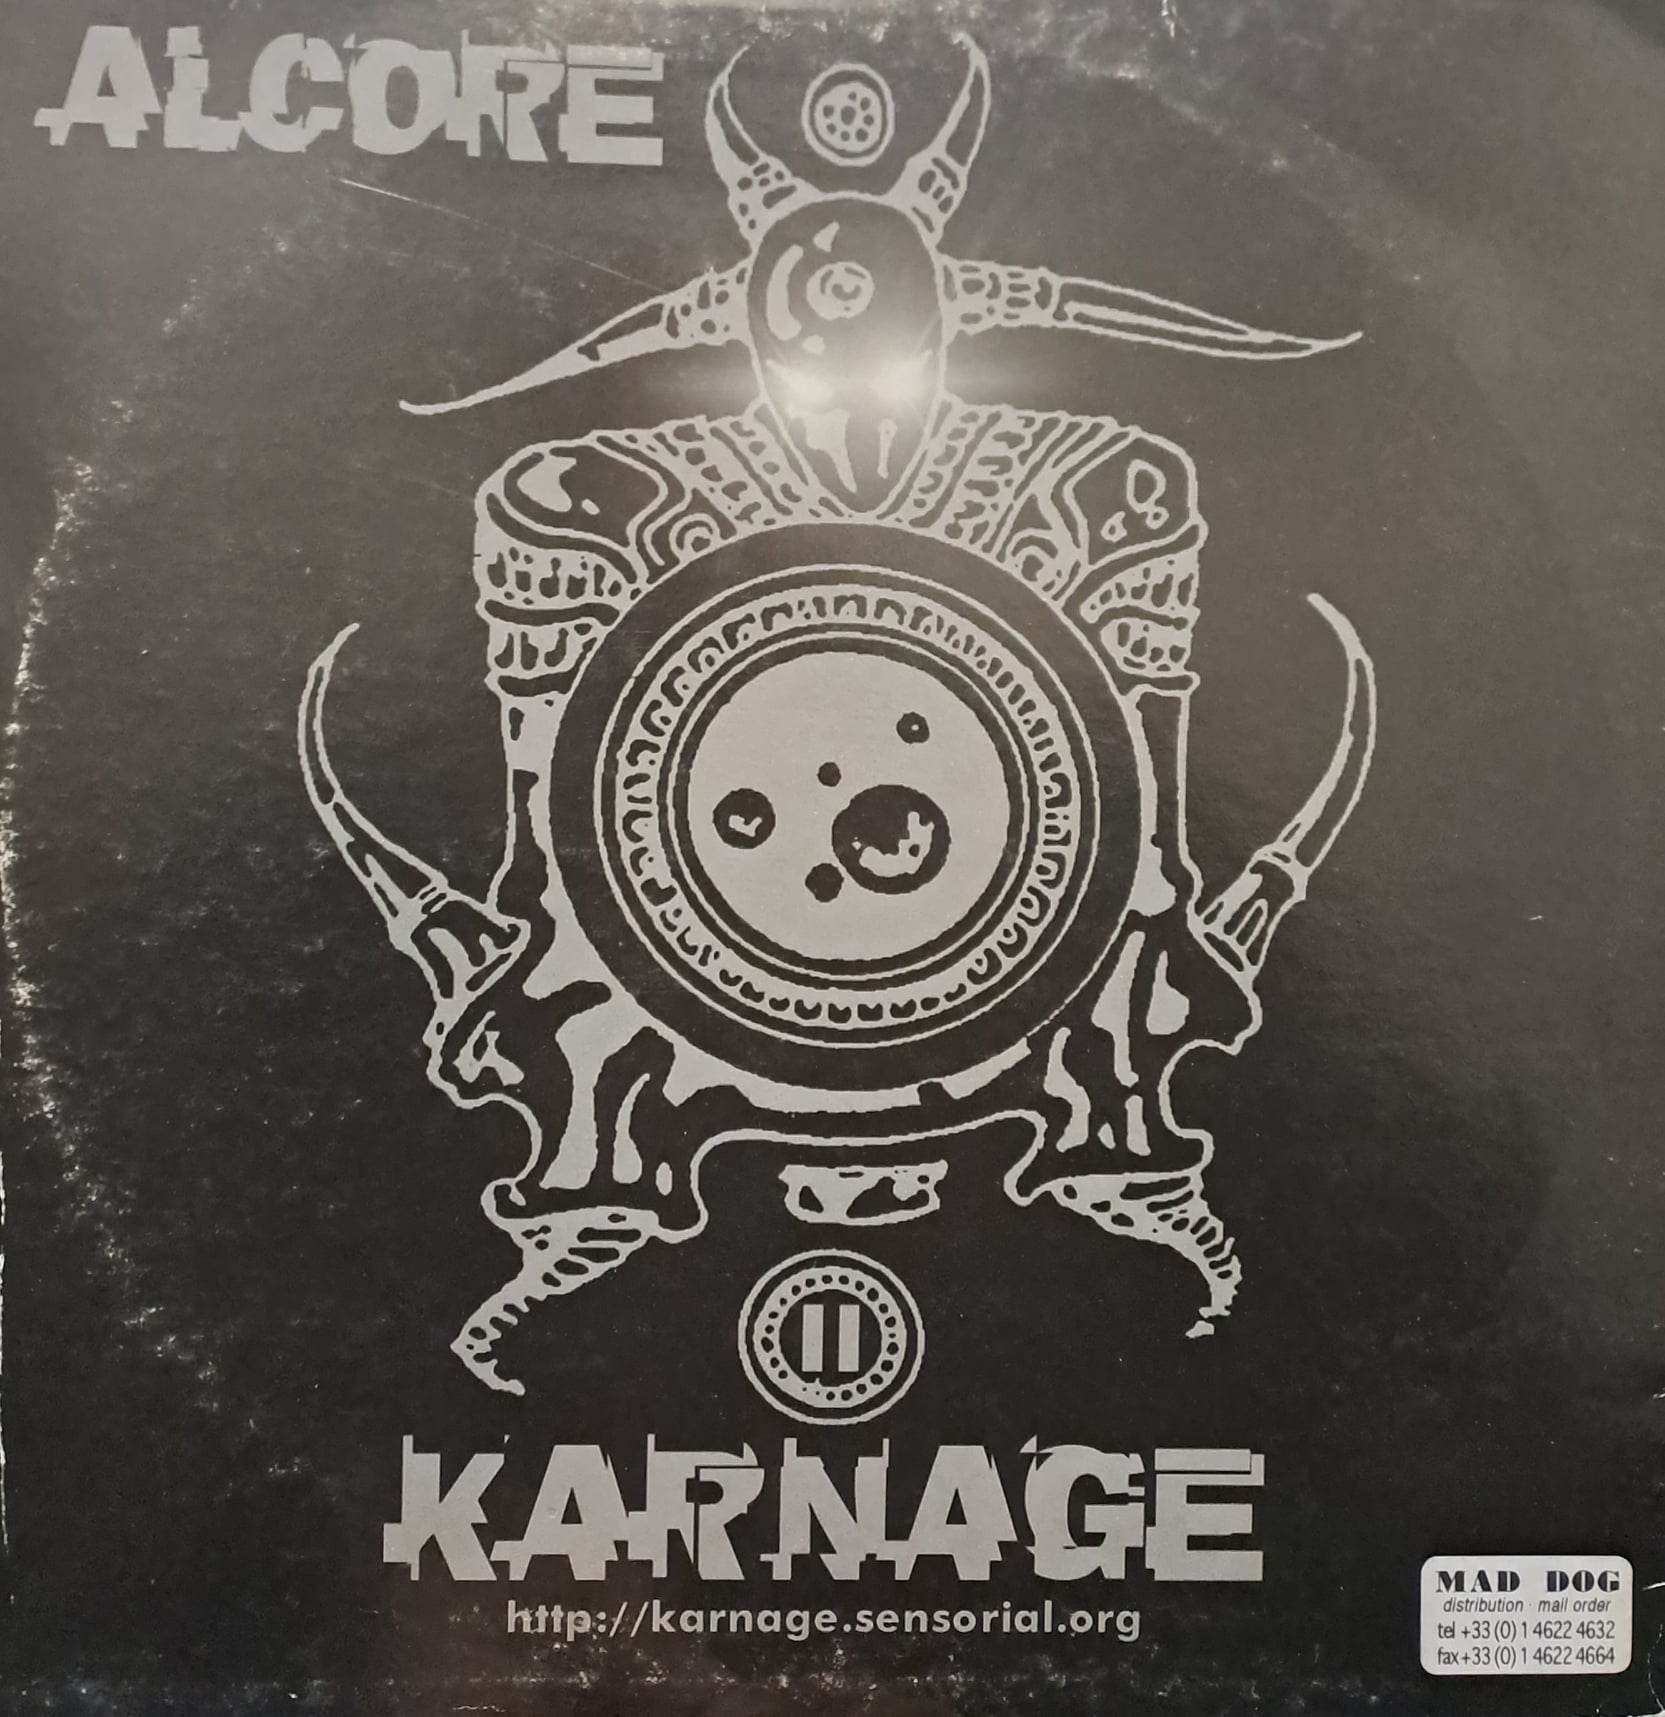 ALCORE
II
KARNAGE
http://karnage.sensorial.org
MAD DOG
distribution · mail order
tel +33 (0) 1 4622 4632
fax +33 (0) 1 4622 4664